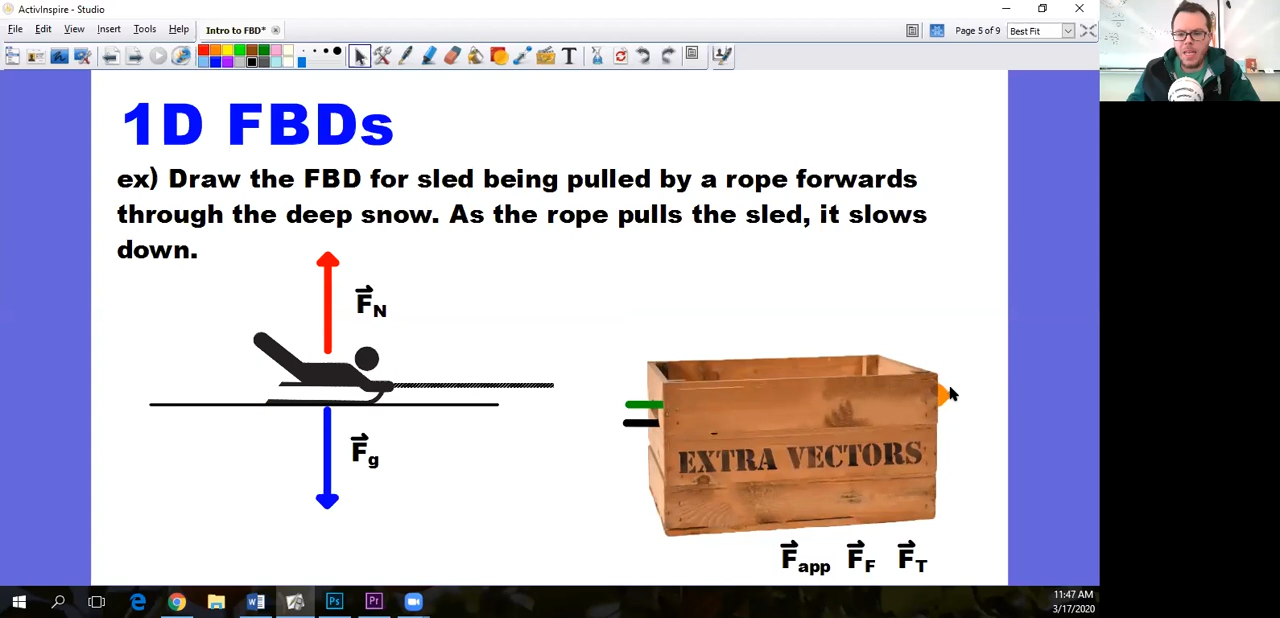 ActivInspire - Studio
File Edit View Insert Tools Help Intro to FBD* Page 5 of 9 Best Fit
1D FBDs
ex) Draw the FBD for sled being pulled by a rope forwards
through the deep snow. As the rope pulls the sled, it slows
down.
F⃗N
F⃗g
EXTRA VECTORS
F⃗app F⃗F F⃗T
11:47 AM
3/17/2020